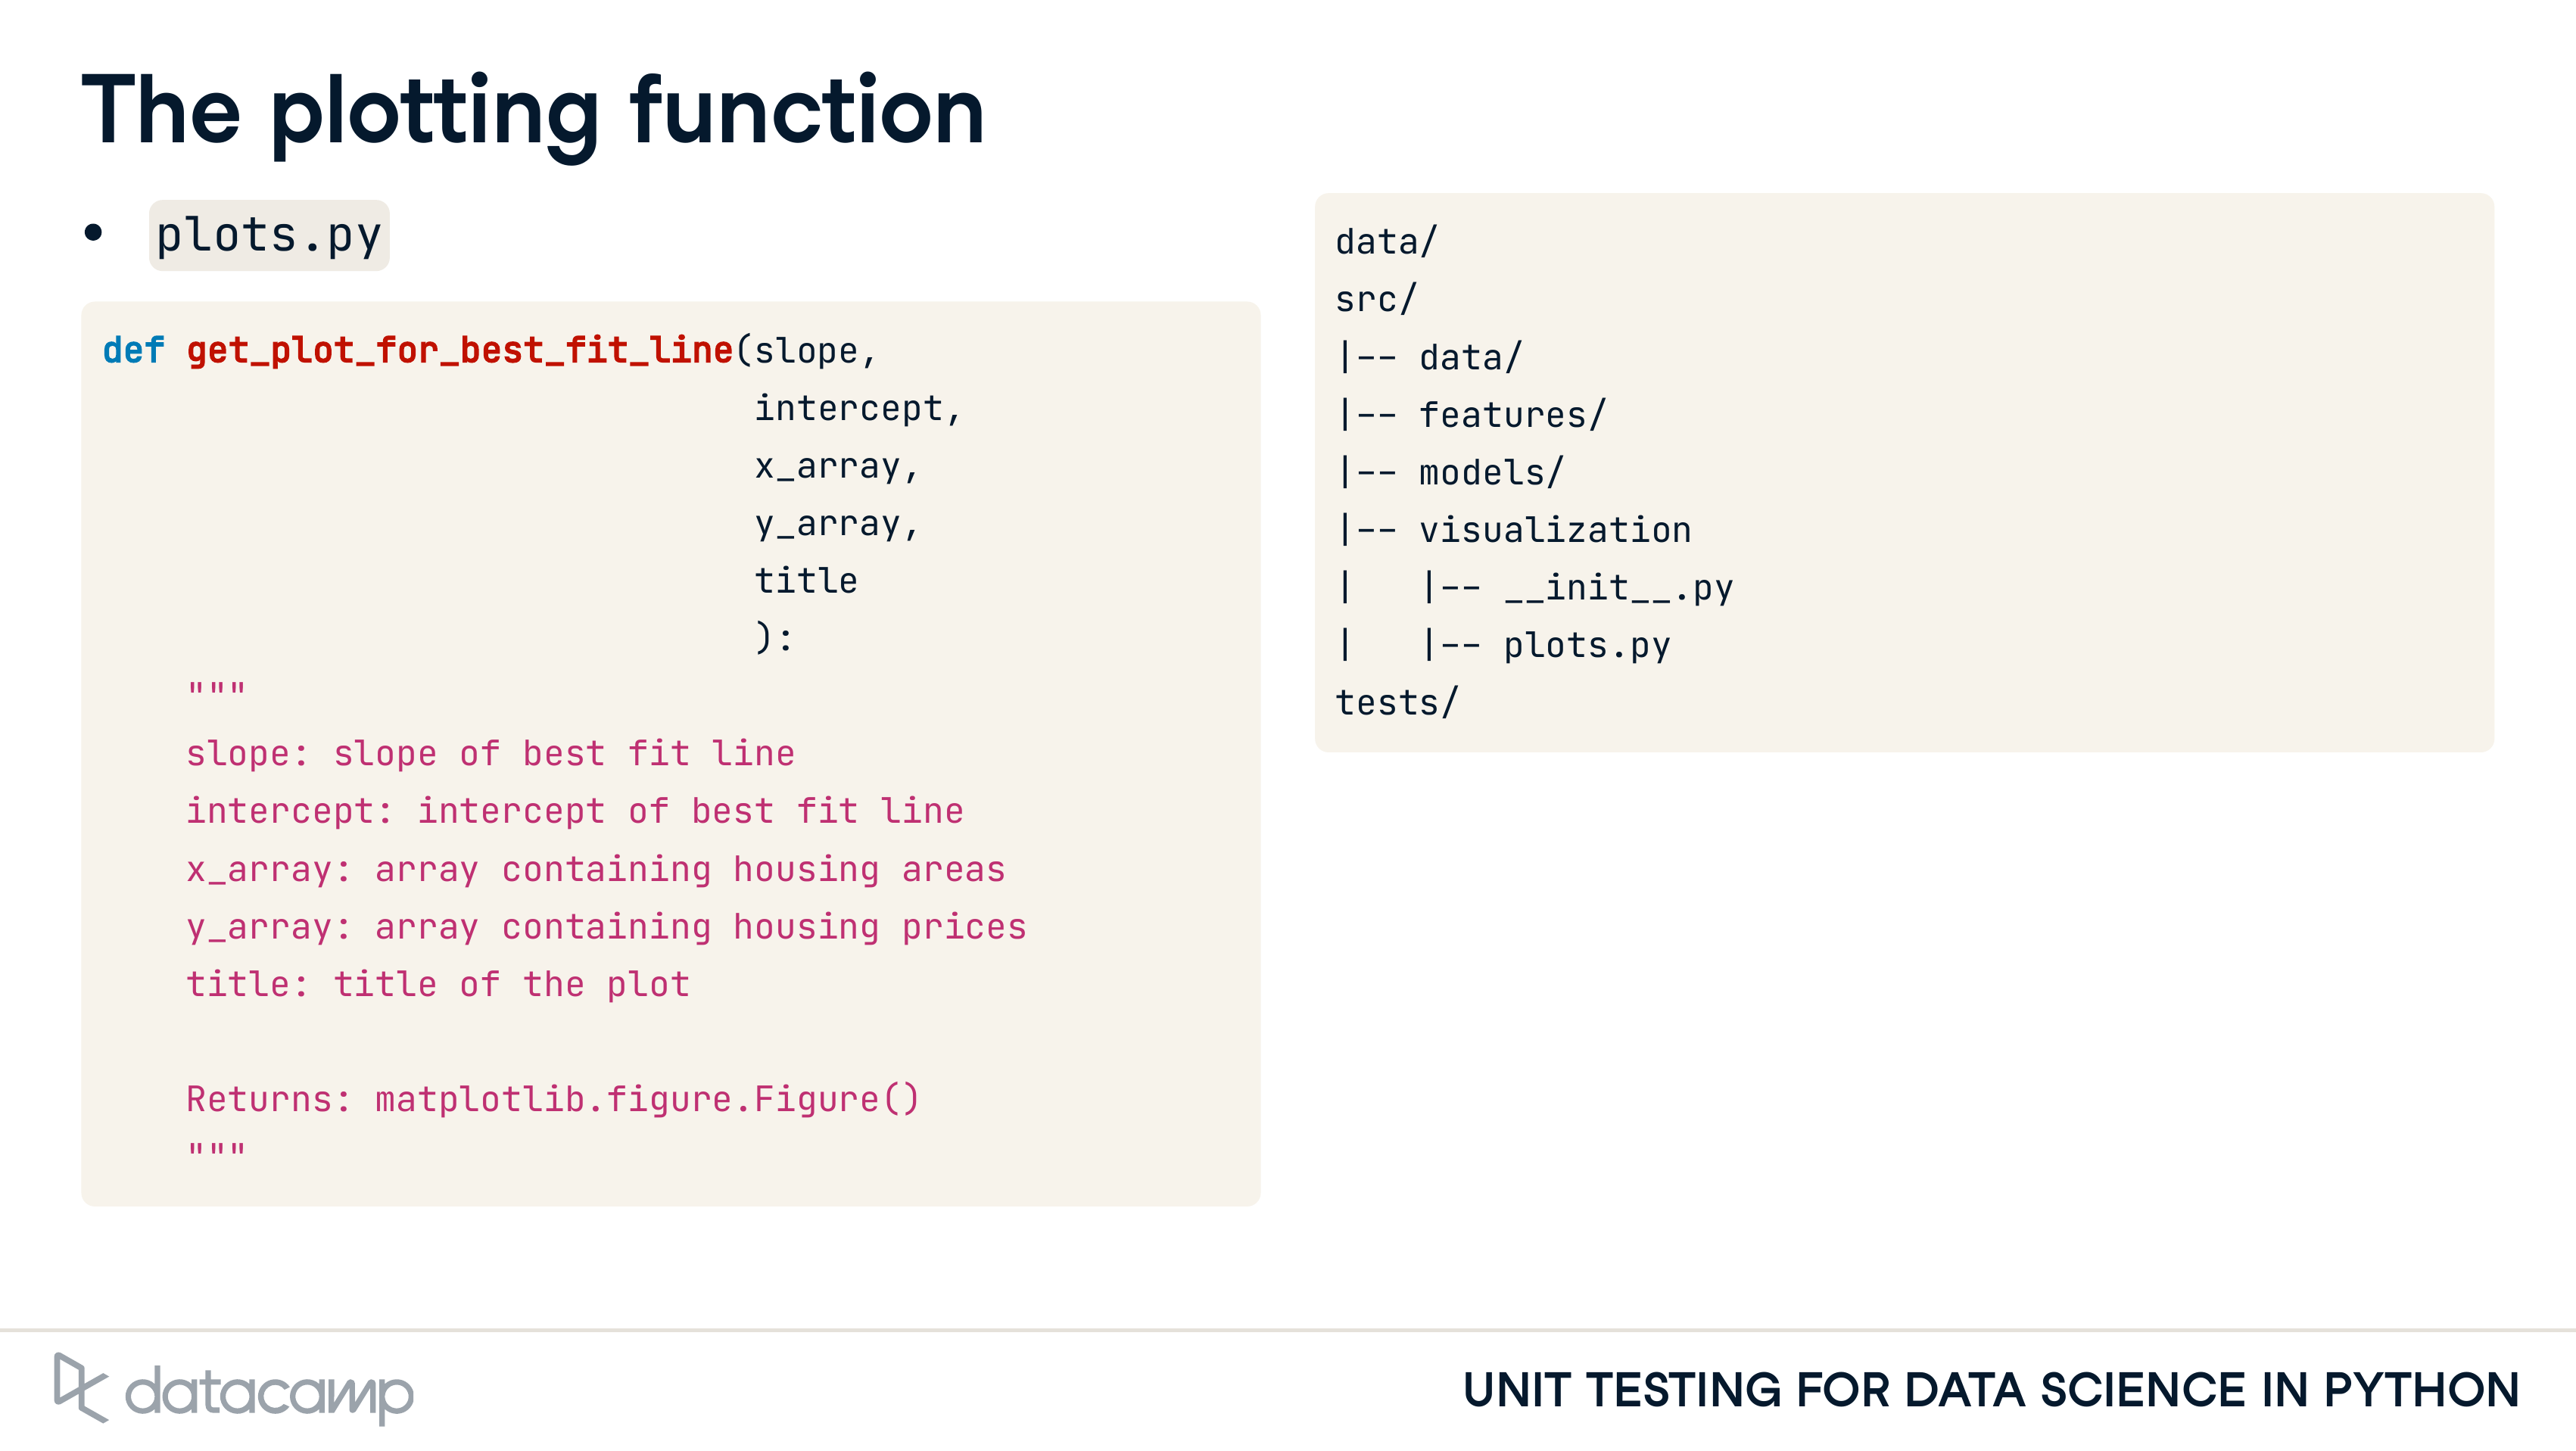 The plotting function
• plots.py
def get_plot_for_best_fit_line(slope,
                               intercept,
                               x_array,
                               y_array,
                               title
                               ):
    """
    slope: slope of best fit line
    intercept: intercept of best fit line
    x_array: array containing housing areas
    y_array: array containing housing prices
    title: title of the plot

    Returns: matplotlib.figure.Figure()
    """
data/
src/
|-- data/
|-- features/
|-- models/
|-- visualization
|   |-- __init__.py
|   |-- plots.py
tests/
datacamp
UNIT TESTING FOR DATA SCIENCE IN PYTHON